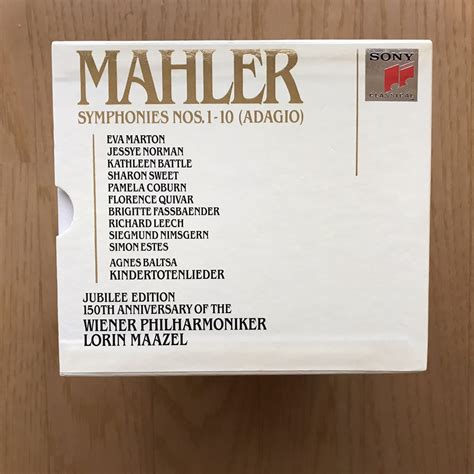 MAHLER
SONY
CLASSICAL
SYMPHONIES NOS.1-10 (ADAGIO)
EVA MARTON
JESSYE NORMAN
KATHLEEN BATTLE
SHARON SWEET
PAMELA COBURN
FLORENCE QUIVAR
BRIGITTE FASSBAENDER
RICHARD LEECH
SIEGMUND NIMSGERN
SIMON ESTES
AGNES BALTSA
KINDERTOTENLIEDER
JUBILEE EDITION
150TH ANNIVERSARY OF THE
WIENER PHILHARMONIKER
LORIN MAAZEL